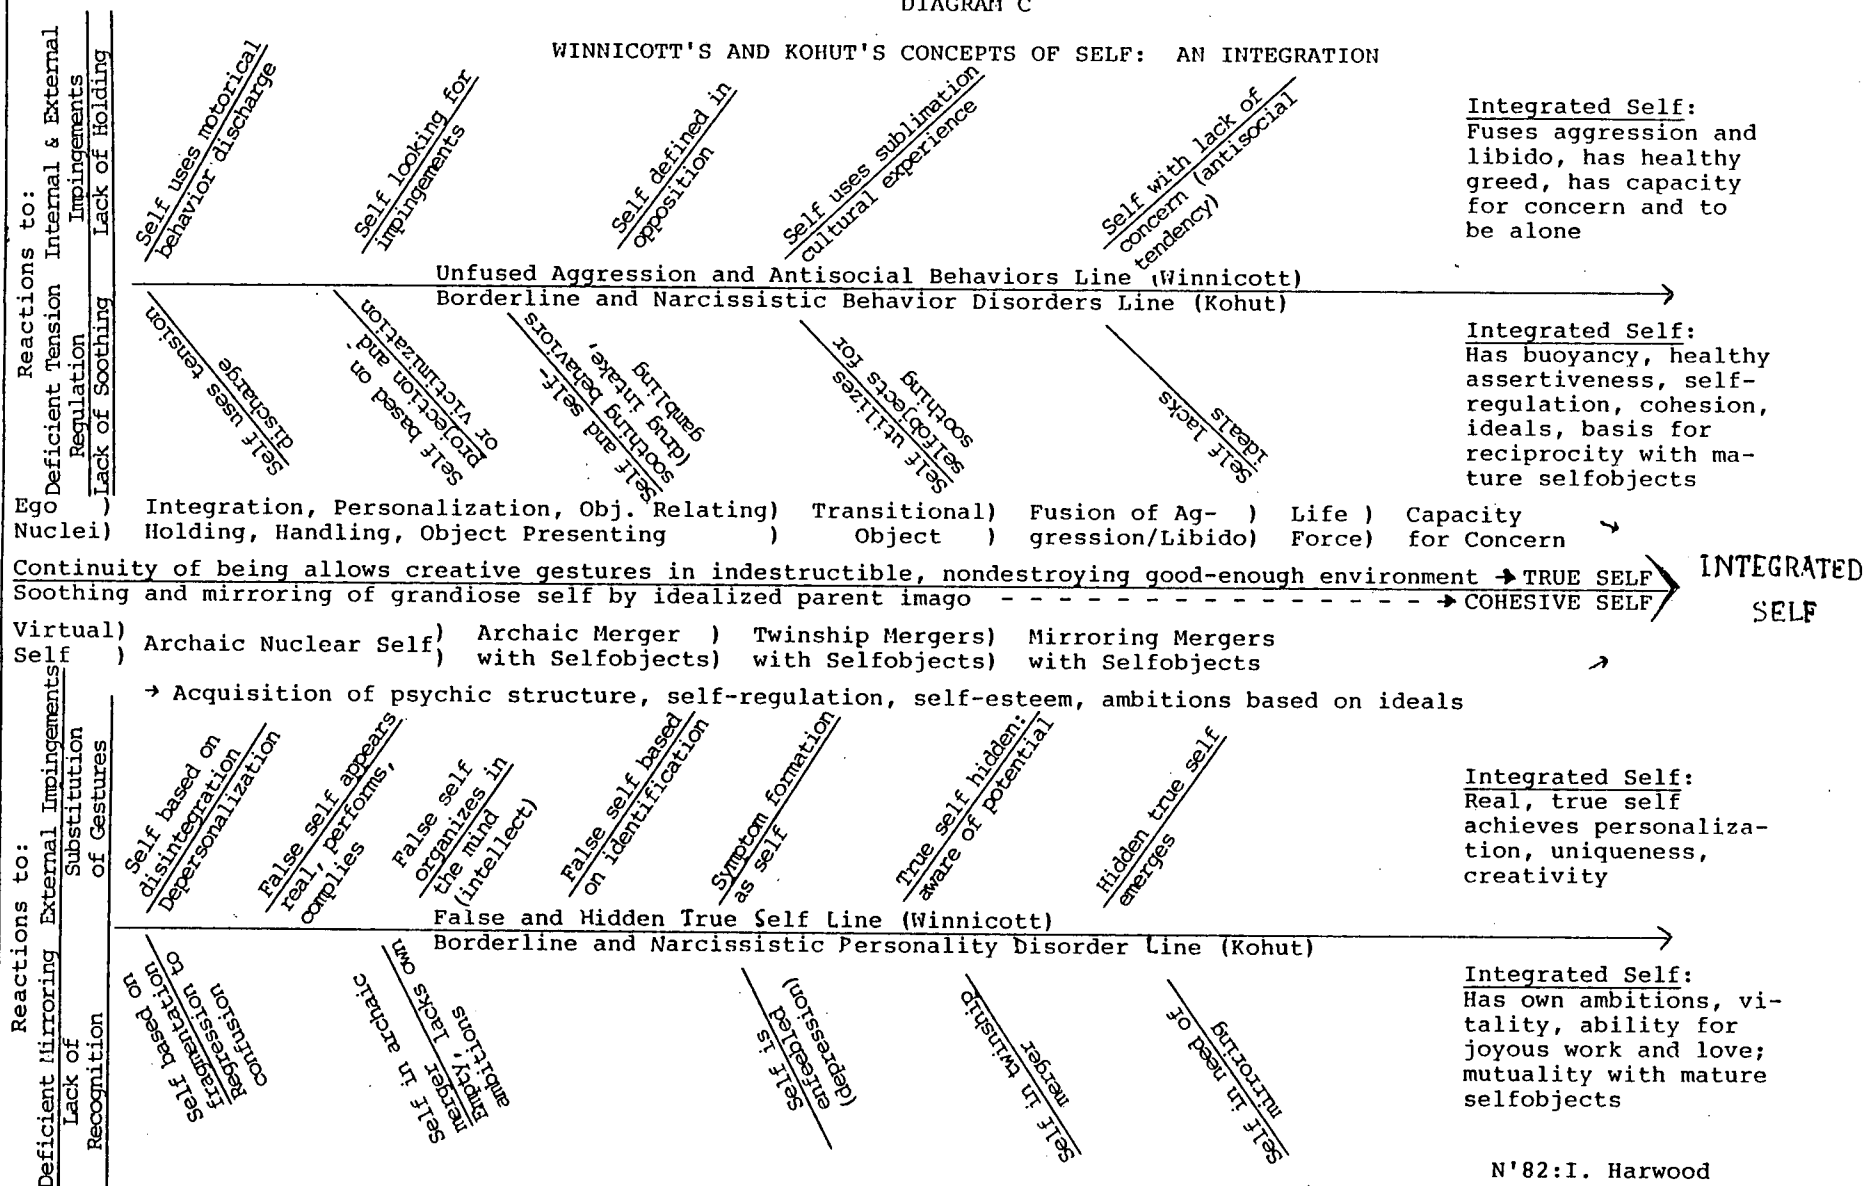 DIAGRAM C
WINNICOTT'S AND KOHUT'S CONCEPTS OF SELF: AN INTEGRATION
Reactions to:
Deficient Tension Internal & External
Regulation Impingements
Lack of Soothing Lack of Holding
Self uses motorical
behavior discharge
Self looking for
impingements
Self defined in
opposition
Self uses sublimation
cultural experience
Self with lack of
concern (antisocial
tendency)
Integrated Self:
Fuses aggression and
libido, has healthy
greed, has capacity
for concern and to
be alone
Unfused Aggression and Antisocial Behaviors Line (Winnicott)
Borderline and Narcissistic Behavior Disorders Line (Kohut)
Self uses tension
discharge
Self based on
projection and
or victimization
Self and self-
soothing behaviors
(drug intake,
gambling
Self utilizes
selfobjects for
soothing
Self lacks
ideals
Integrated Self:
Has buoyancy, healthy
assertiveness, self-
regulation, cohesion,
ideals, basis for
reciprocity with ma-
ture selfobjects
Ego ) Integration, Personalization, Obj. Relating) Transitional) Fusion of Ag- ) Life ) Capacity
Nuclei) Holding, Handling, Object Presenting ) Object ) gression/Libido) Force) for Concern
Continuity of being allows creative gestures in indestructible, nondestroying good-enough environment → TRUE SELF
Soothing and mirroring of grandiose self by idealized parent imago - - - - - - - - - - - - - - - - → COHESIVE SELF
INTEGRATED
SELF
Virtual) Archaic Nuclear Self) Archaic Merger ) Twinship Mergers) Mirroring Mergers
Self ) ) with Selfobjects) with Selfobjects) with Selfobjects
→ Acquisition of psychic structure, self-regulation, self-esteem, ambitions based on ideals
Reactions to:
Deficient Mirroring External Impingements
Lack of Substitution
Recognition of Gestures
Self based on
disintegration
Depersonalization
False self appears
real, performs,
complies
False self
organizes in
the mind
(intellect)
False self based
on identification
Symptom formation
as self
True self hidden:
aware of potential
Hidden true self
emerges
Integrated Self:
Real, true self
achieves personaliza-
tion, uniqueness,
creativity
False and Hidden True Self Line (Winnicott)
Borderline and Narcissistic Personality Disorder Line (Kohut)
Self based on
fragmentation
Regression to
confusion
Self in archaic
merger lacks own
Empty, ambitions
Self is
enfeebled
(depression)
Self in twinship
merger
Self in need of
mirroring
Integrated Self:
Has own ambitions, vi-
tality, ability for
joyous work and love;
mutuality with mature
selfobjects
N'82:I. Harwood